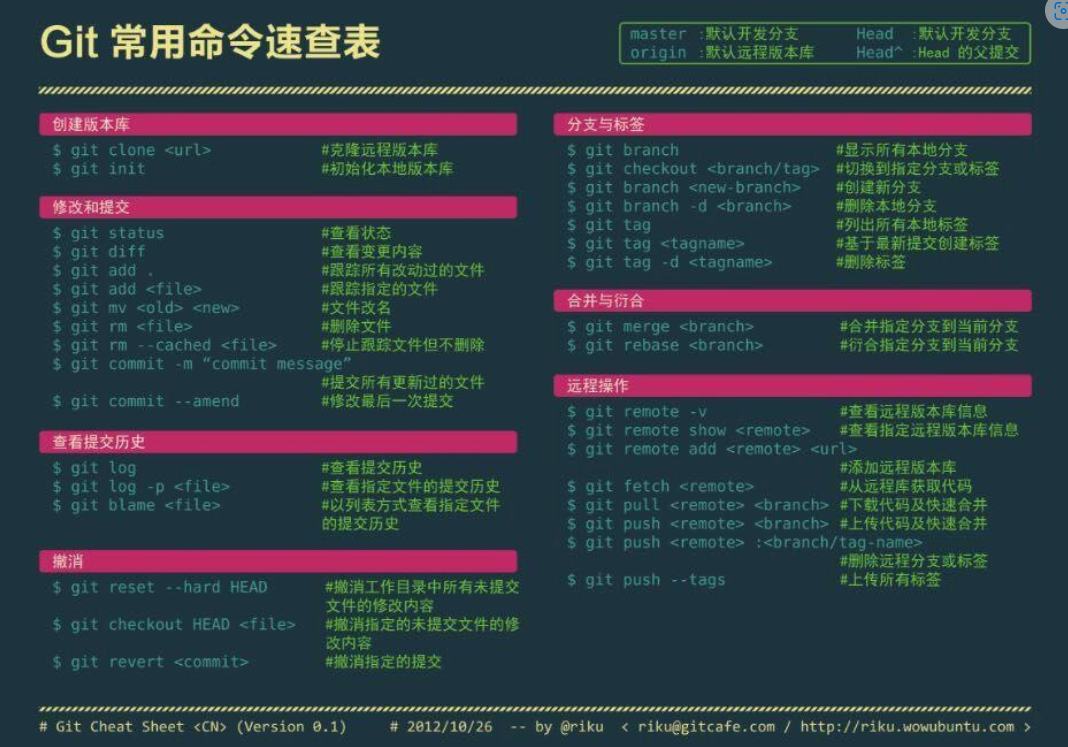 Git 常用命令速查表
master :默认开发分支 Head :默认开发分支
origin :默认远程版本库 Head^ :Head 的父提交
创建版本库
$ git clone <url> #克隆远程版本库
$ git init #初始化本地版本库
修改和提交
$ git status #查看状态
$ git diff #查看变更内容
$ git add . #跟踪所有改动过的文件
$ git add <file> #跟踪指定的文件
$ git mv <old> <new> #文件改名
$ git rm <file> #删除文件
$ git rm --cached <file> #停止跟踪文件但不删除
$ git commit -m “commit message”
#提交所有更新过的文件
$ git commit --amend #修改最后一次提交
查看提交历史
$ git log #查看提交历史
$ git log -p <file> #查看指定文件的提交历史
$ git blame <file> #以列表方式查看指定文件
的提交历史
撤消
$ git reset --hard HEAD #撤消工作目录中所有未提交
文件的修改内容
$ git checkout HEAD <file> #撤消指定的未提交文件的修
改内容
$ git revert <commit> #撤消指定的提交
分支与标签
$ git branch #显示所有本地分支
$ git checkout <branch/tag> #切换到指定分支或标签
$ git branch <new-branch> #创建新分支
$ git branch -d <branch> #删除本地分支
$ git tag #列出所有本地标签
$ git tag <tagname> #基于最新提交创建标签
$ git tag -d <tagname> #删除标签
合并与衍合
$ git merge <branch> #合并指定分支到当前分支
$ git rebase <branch> #衍合指定分支到当前分支
远程操作
$ git remote -v #查看远程版本库信息
$ git remote show <remote> #查看指定远程版本库信息
$ git remote add <remote> <url>
#添加远程版本库
$ git fetch <remote> #从远程库获取代码
$ git pull <remote> <branch> #下载代码及快速合并
$ git push <remote> <branch> #上传代码及快速合并
$ git push <remote> :<branch/tag-name>
#删除远程分支或标签
$ git push --tags #上传所有标签
# Git Cheat Sheet <CN> (Version 0.1) # 2012/10/26 -- by @riku < riku@gitcafe.com / http://riku.wowubuntu.com >